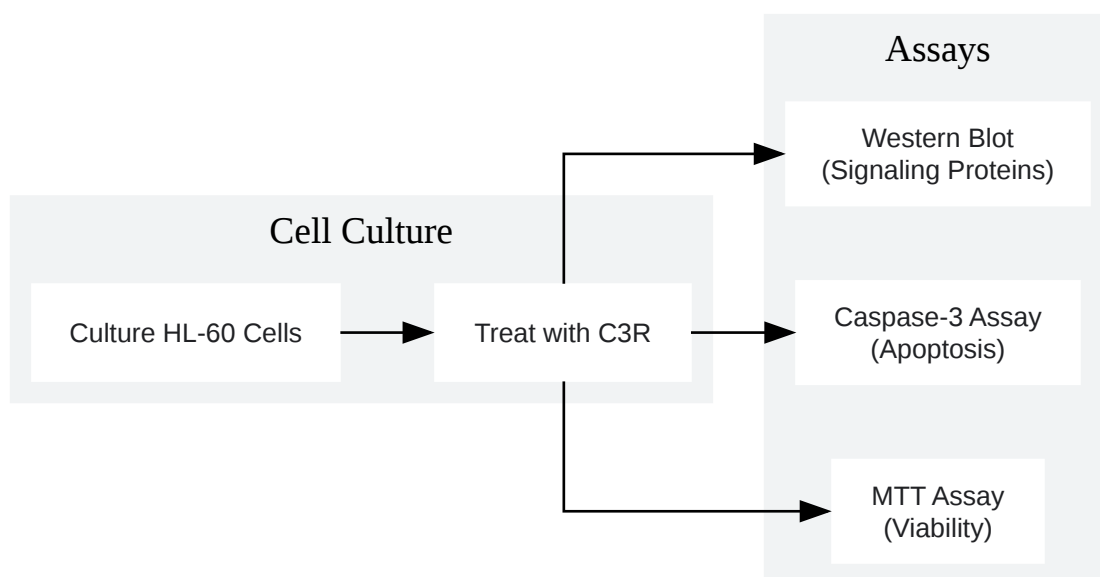 Assays
Western Blot
(Signaling Proteins)
Cell Culture
Culture HL-60 Cells
Treat with C3R
Caspase-3 Assay
(Apoptosis)
MTT Assay
(Viability)